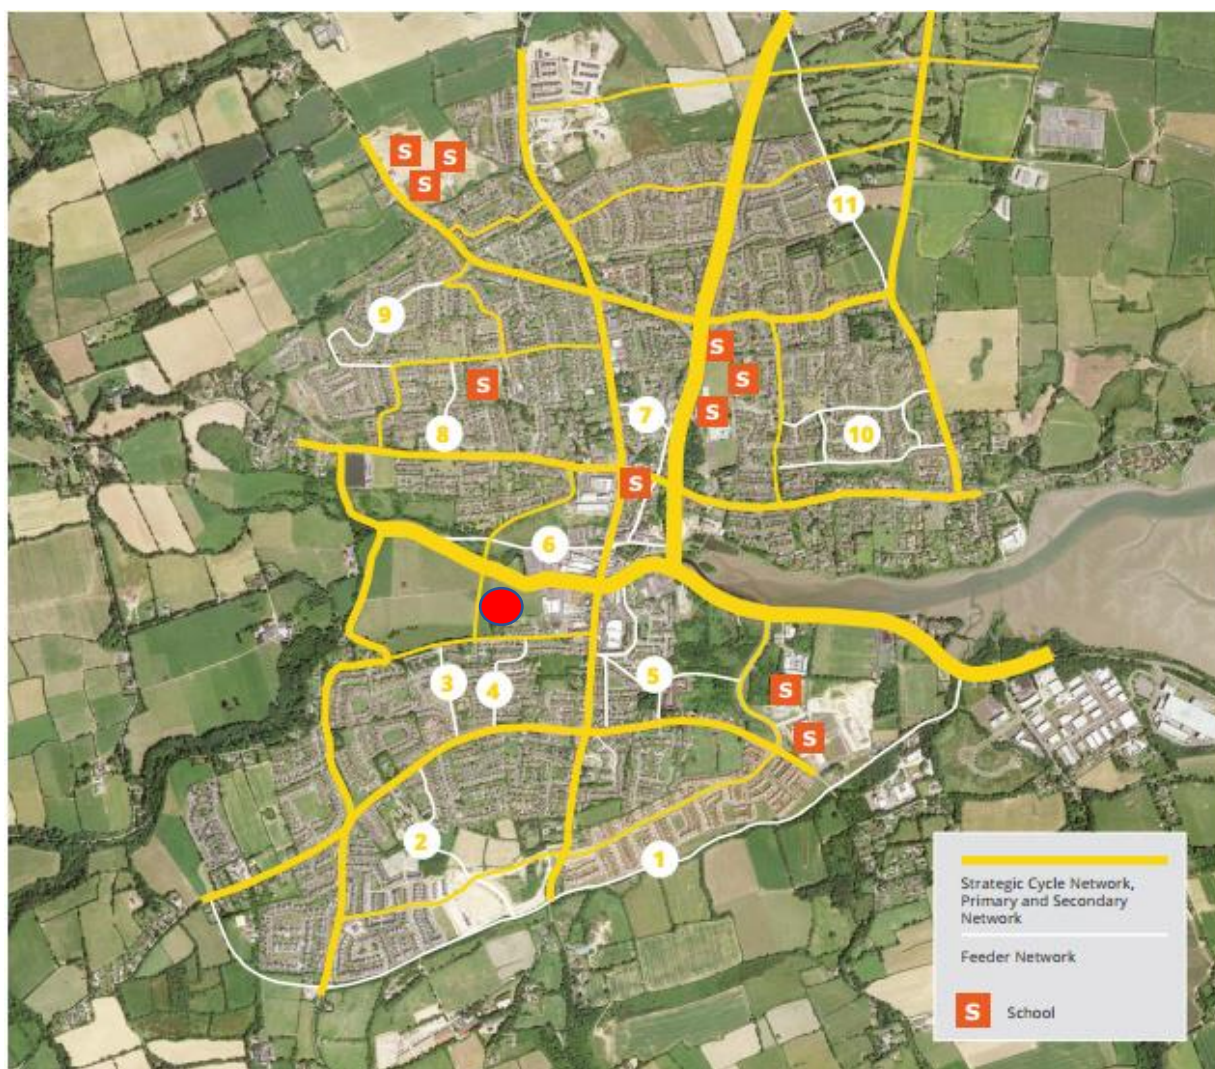 S
S
S
11
9
S
S
S
S
7
8
10
S
6
3
4
5
S
S
2
1
Strategic Cycle Network,
Primary and Secondary
Network
Feeder Network
S School